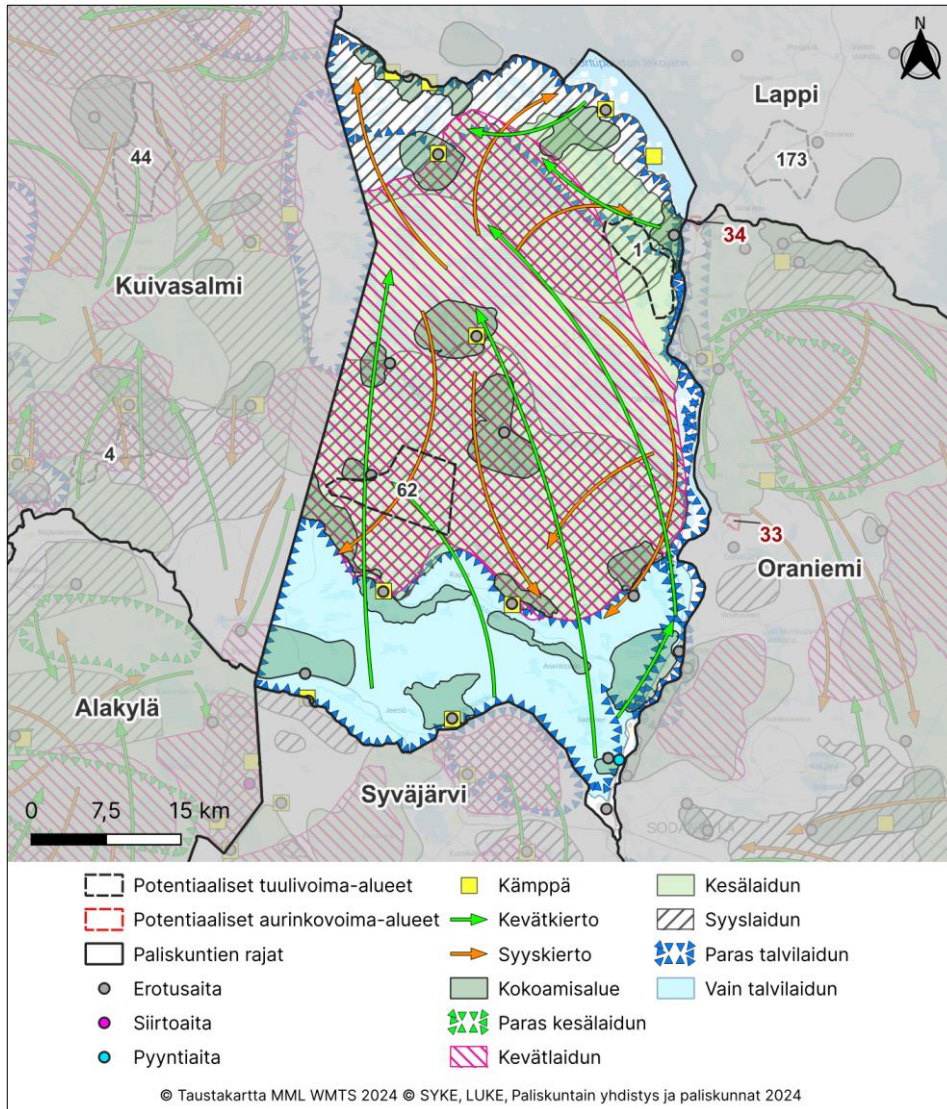 N
Lappi
44
173
1
34
Kuivasalmi
4
62
33
Oraniemi
Alakylä
Syväjärvi
0 7,5 15 km
Potentiaaliset tuulivoima-alueet
Potentiaaliset aurinkovoima-alueet
Paliskuntien rajat
Erotusaita
Siirtoaita
Pyyntiaita
Kämppä
Kevätkierto
Syyskierto
Kokoamisalue
Paras kesälaidun
Kevätlaidun
Kesälaidun
Syyslaidun
Paras talvilaidun
Vain talvilaidun
© Taustakartta MML WMTS 2024 © SYKE, LUKE, Paliskuntain yhdistys ja paliskunnat 2024